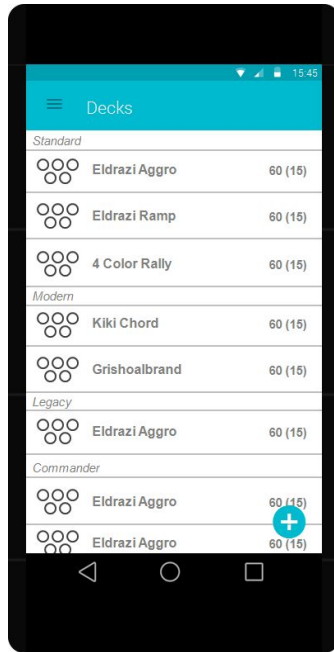 15:45
Decks
Standard
Eldrazi Aggro 60 (15)
Eldrazi Ramp 60 (15)
4 Color Rally 60 (15)
Modern
Kiki Chord 60 (15)
Grishoalbrand 60 (15)
Legacy
Eldrazi Aggro 60 (15)
Commander
Eldrazi Aggro 60 (15)
Eldrazi Aggro 60 (15)